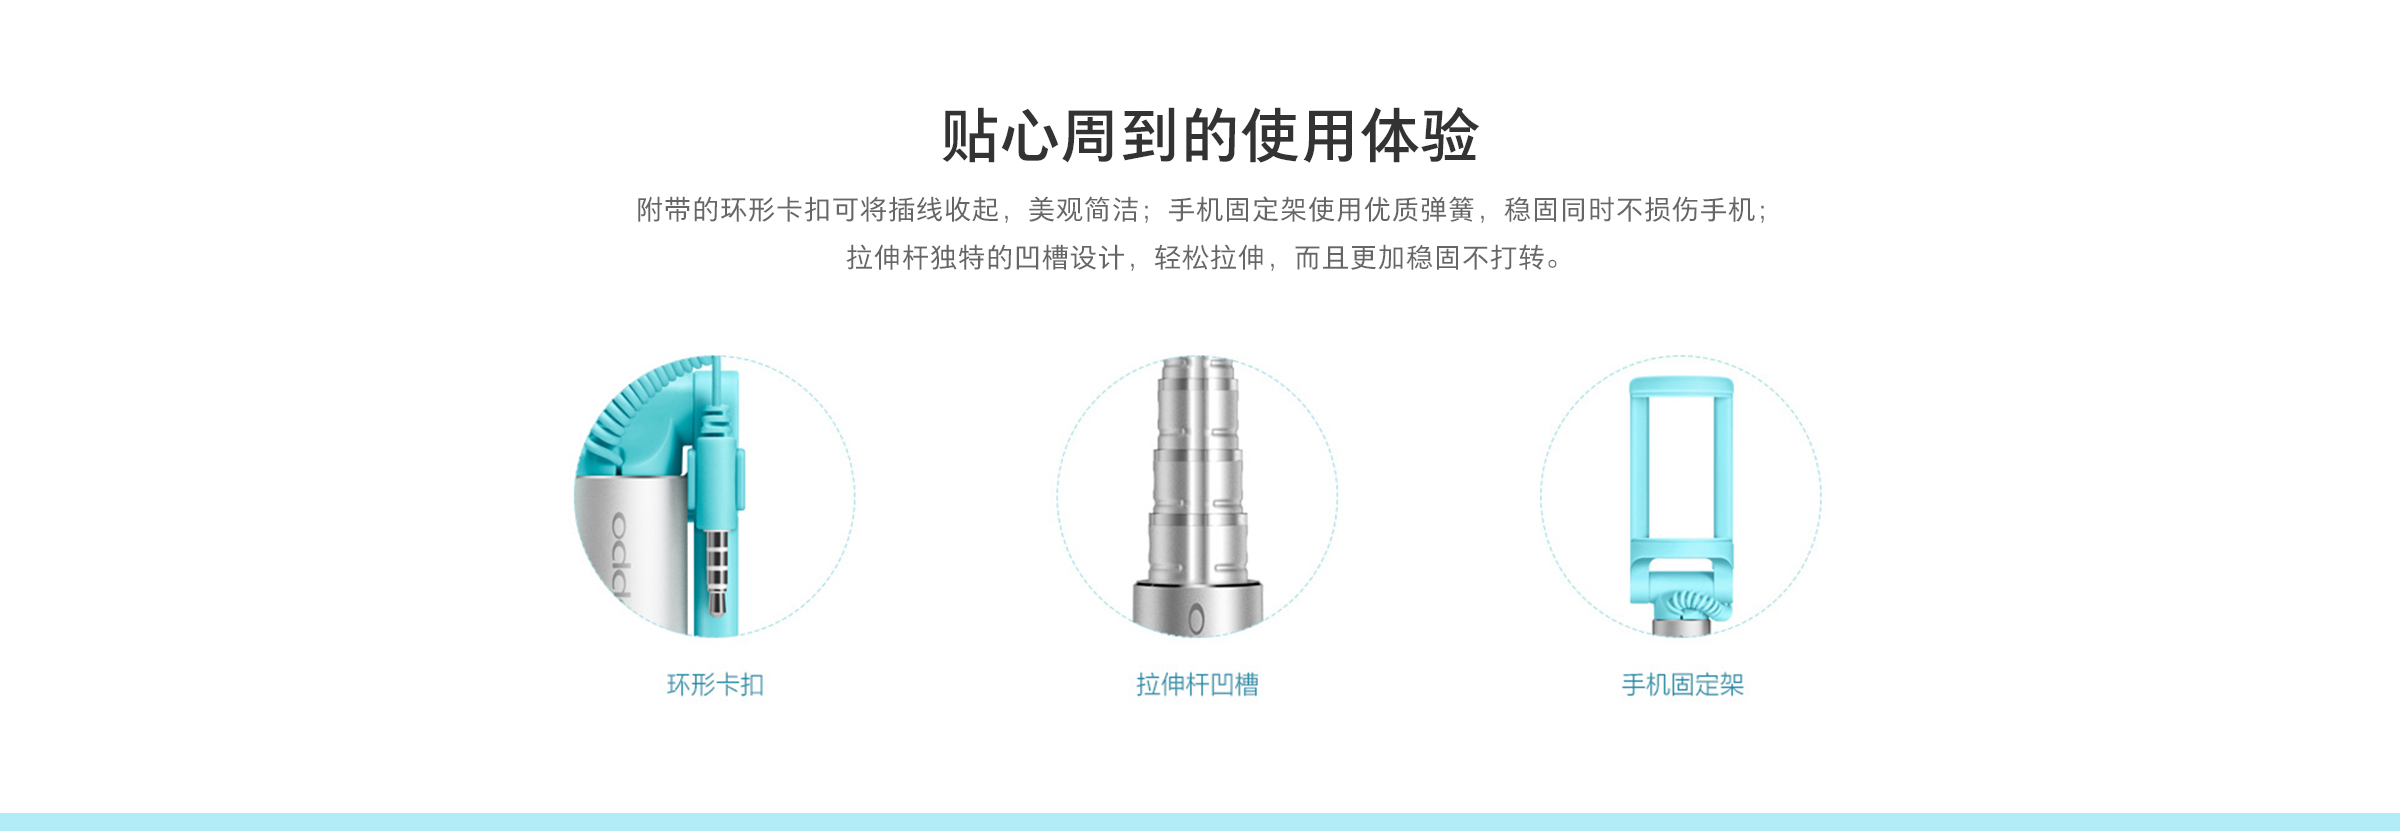 贴心周到的使用体验
附带的环形卡扣可将插线收起，美观简洁；手机固定架使用优质弹簧，稳固同时不损伤手机；
拉伸杆独特的凹槽设计，轻松拉伸，而且更加稳固不打转。
oppo
环形卡扣
拉伸杆凹槽
手机固定架